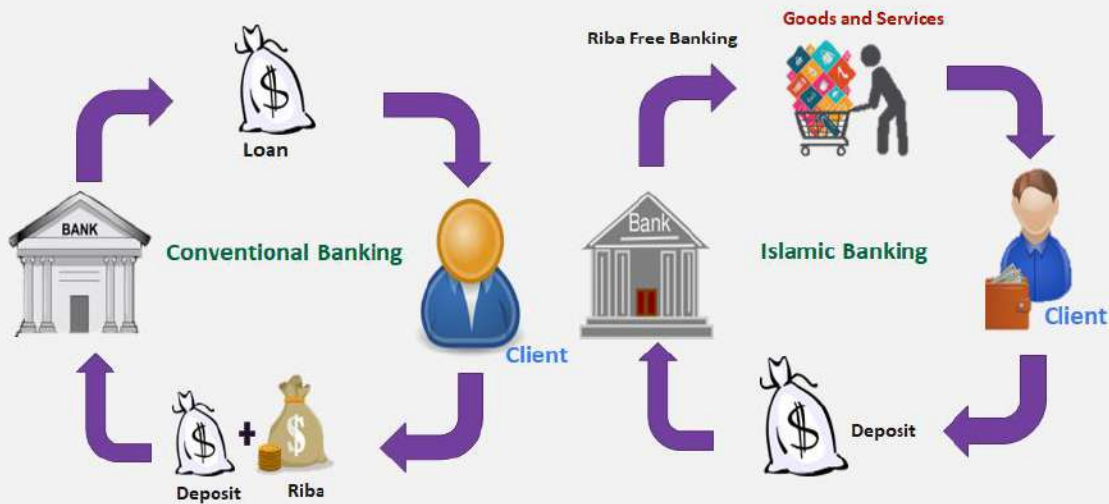 Loan
BANK
Conventional Banking
Client
Deposit
Riba
Riba Free Banking
Goods and Services
Bank
Islamic Banking
Client
Deposit